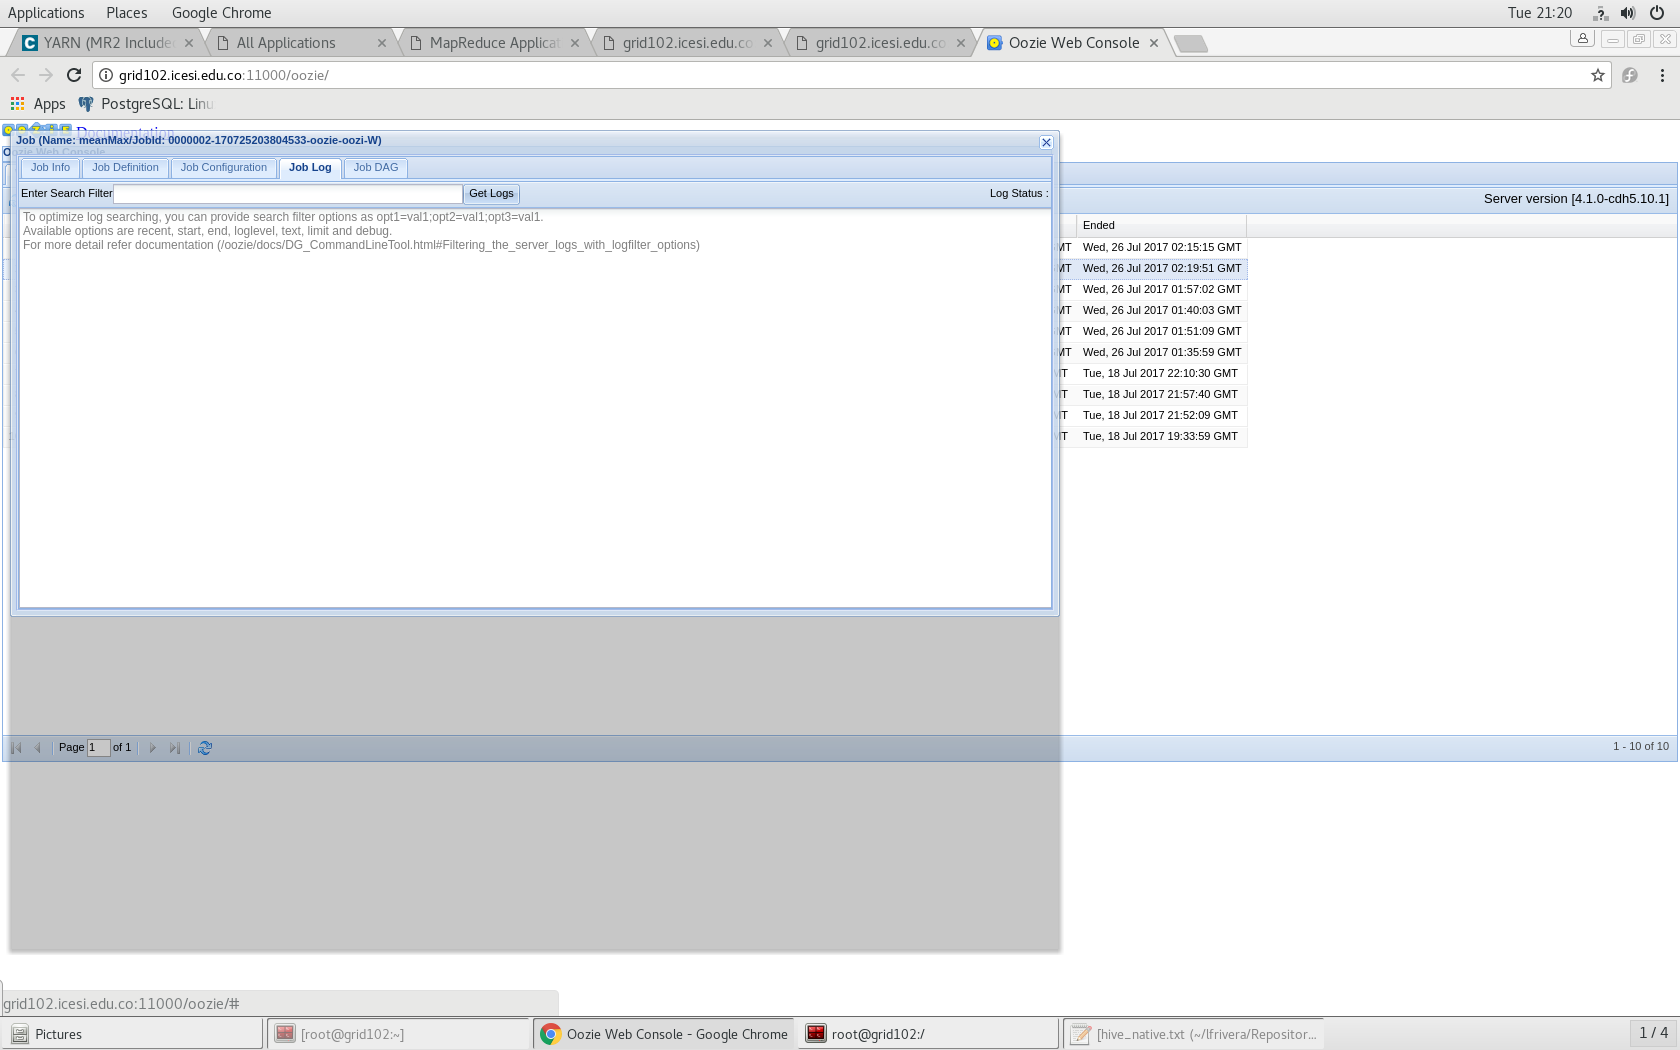 Applications Places Google Chrome Tue 21:20
YARN (MR2 Include All Applications MapReduce Applica grid102.icesi.edu.co grid102.icesi.edu.co Oozie Web Console
grid102.icesi.edu.co:11000/oozie/
Apps PostgreSQL: Linu
Documentation
Job (Name: meanMax/JobId: 0000002-170725203804533-oozie-oozi-W)
Oozie Web Console
Job Info Job Definition Job Configuration Job Log Job DAG
Enter Search Filter Get Logs Log Status :
Server version [4.1.0-cdh5.10.1]
To optimize log searching, you can provide search filter options as opt1=val1;opt2=val1;opt3=val1.
Available options are recent, start, end, loglevel, text, limit and debug.
For more detail refer documentation (/oozie/docs/DG_CommandLineTool.html#Filtering_the_server_logs_with_logfilter_options)
Ended
MT Wed, 26 Jul 2017 02:15:15 GMT
MT Wed, 26 Jul 2017 02:19:51 GMT
MT Wed, 26 Jul 2017 01:57:02 GMT
MT Wed, 26 Jul 2017 01:40:03 GMT
MT Wed, 26 Jul 2017 01:51:09 GMT
MT Wed, 26 Jul 2017 01:35:59 GMT
IT Tue, 18 Jul 2017 22:10:30 GMT
IT Tue, 18 Jul 2017 21:57:40 GMT
IT Tue, 18 Jul 2017 21:52:09 GMT
IT Tue, 18 Jul 2017 19:33:59 GMT
Page 1 of 1 1 - 10 of 10
grid102.icesi.edu.co:11000/oozie/#
Pictures [root@grid102:~] Oozie Web Console - Google Chrome root@grid102:/ [hive_native.txt (~/lfrivera/Repositor... 1 / 4